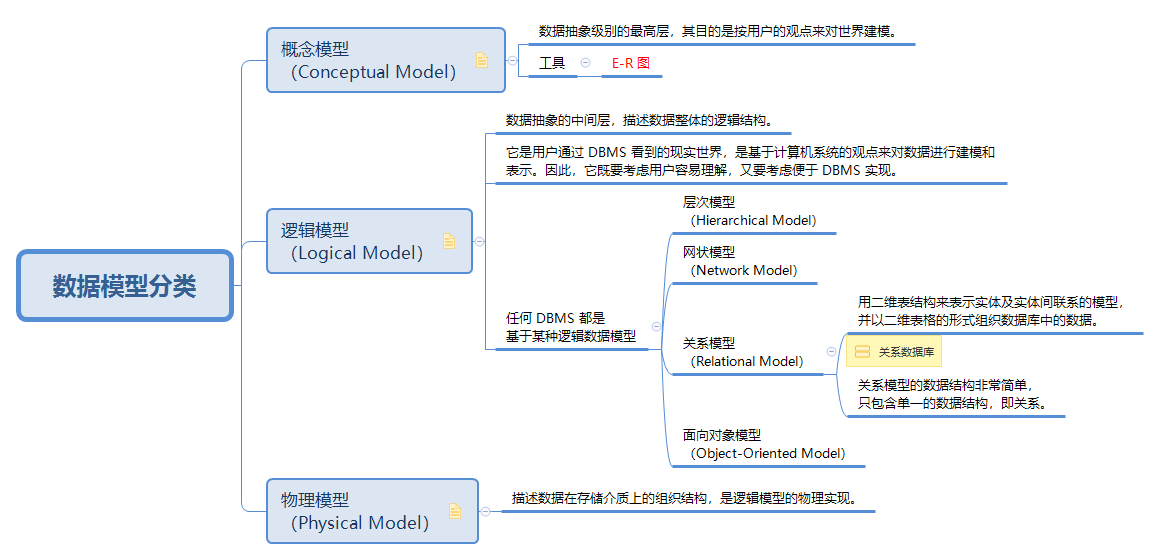 数据模型分类
概念模型
（Conceptual Model）
数据抽象级别的最高层，其目的是按用户的观点来对世界建模。
工具
E-R 图
逻辑模型
（Logical Model）
数据抽象的中间层，描述数据整体的逻辑结构。
它是用户通过 DBMS 看到的现实世界，是基于计算机系统的观点来对数据进行建模和
表示。因此，它既要考虑用户容易理解，又要考虑便于 DBMS 实现。
任何 DBMS 都是
基于某种逻辑数据模型
层次模型
（Hierarchical Model）
网状模型
（Network Model）
关系模型
（Relational Model）
用二维表结构来表示实体及实体间联系的模型，
并以二维表格的形式组织数据库中的数据。
关系数据库
关系模型的数据结构非常简单，
只包含单一的数据结构，即关系。
面向对象模型
（Object-Oriented Model）
物理模型
（Physical Model）
描述数据在存储介质上的组织结构，是逻辑模型的物理实现。